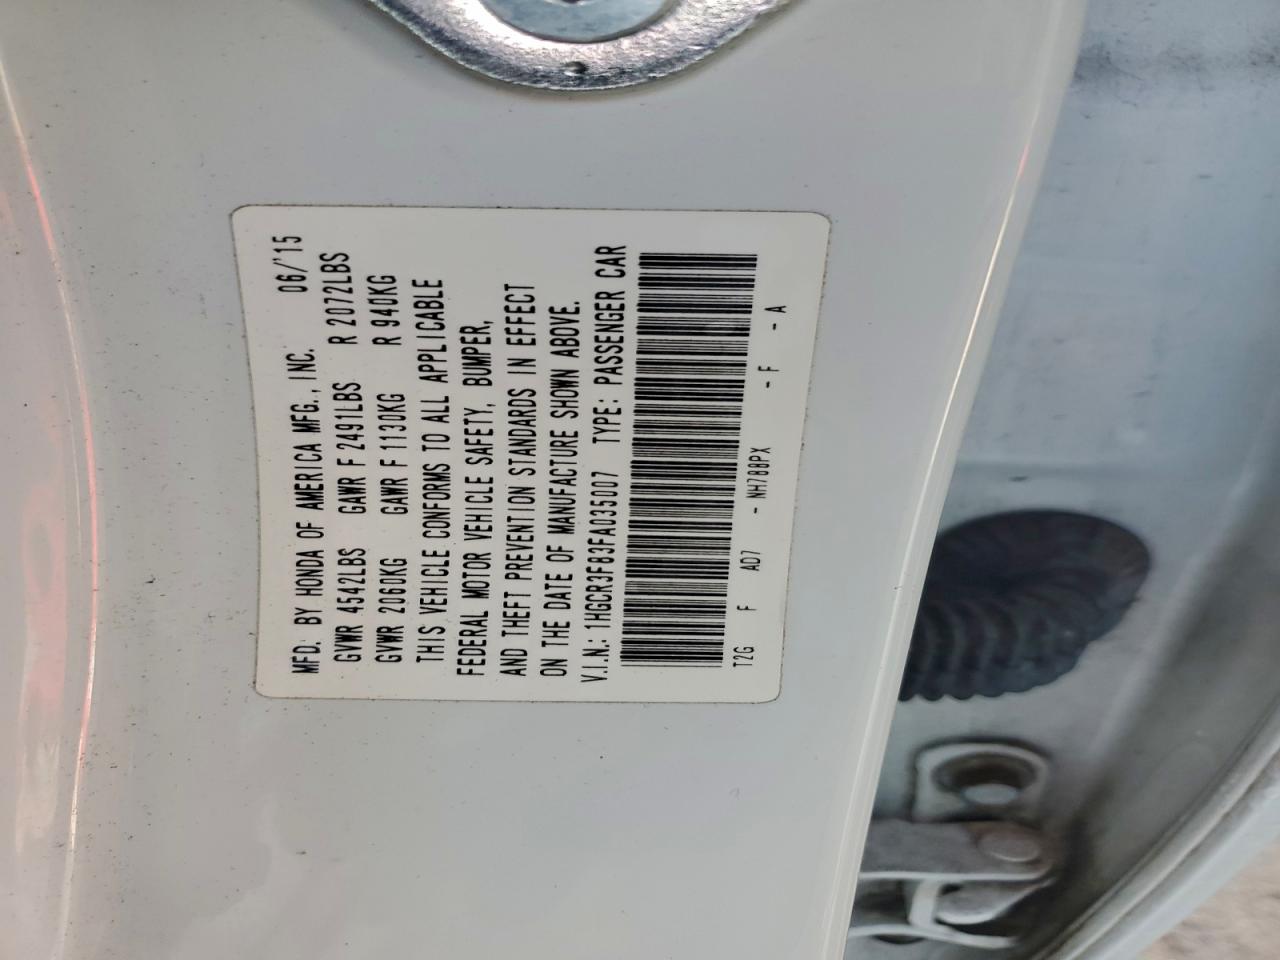 MFD. BY HONDA OF AMERICA MFG., INC. 06/'15
GVWR 4542LBS GAWR F 2491LBS R 2072LBS
GVWR 2060KG GAWR F 1130KG R 940KG
THIS VEHICLE CONFORMS TO ALL APPLICABLE
FEDERAL MOTOR VEHICLE SAFETY, BUMPER,
AND THEFT PREVENTION STANDARDS IN EFFECT
ON THE DATE OF MANUFACTURE SHOWN ABOVE.
V.I.N.: 1HGCR3F83FA035007 TYPE: PASSENGER CAR
T2G F AD7 - NH788PX - F - A